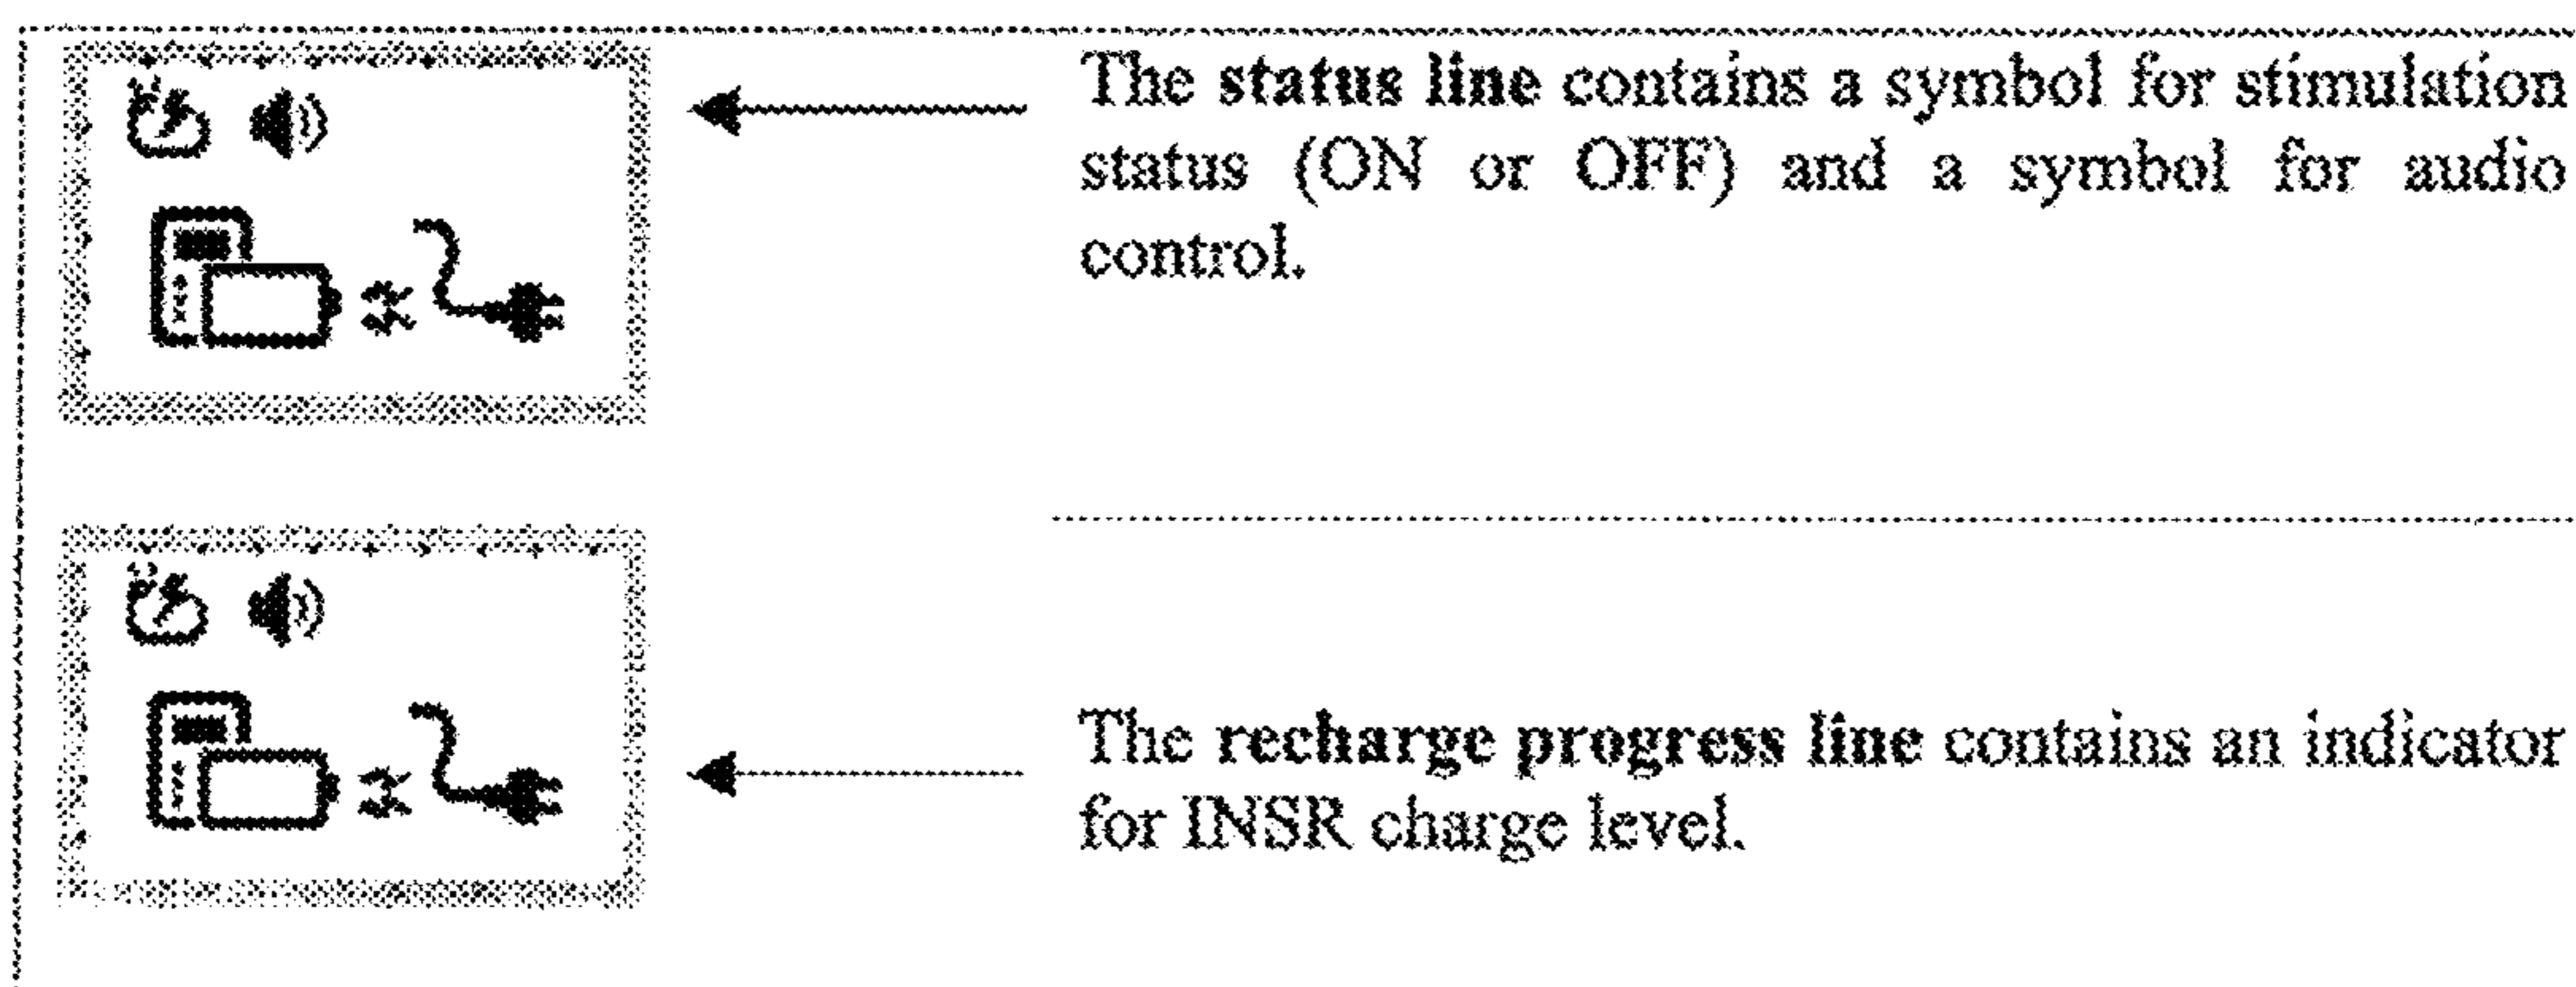 The status line contains a symbol for stimulation
status (ON or OFF) and a symbol for audio
control.
The recharge progress line contains an indicator
for INSR charge level.